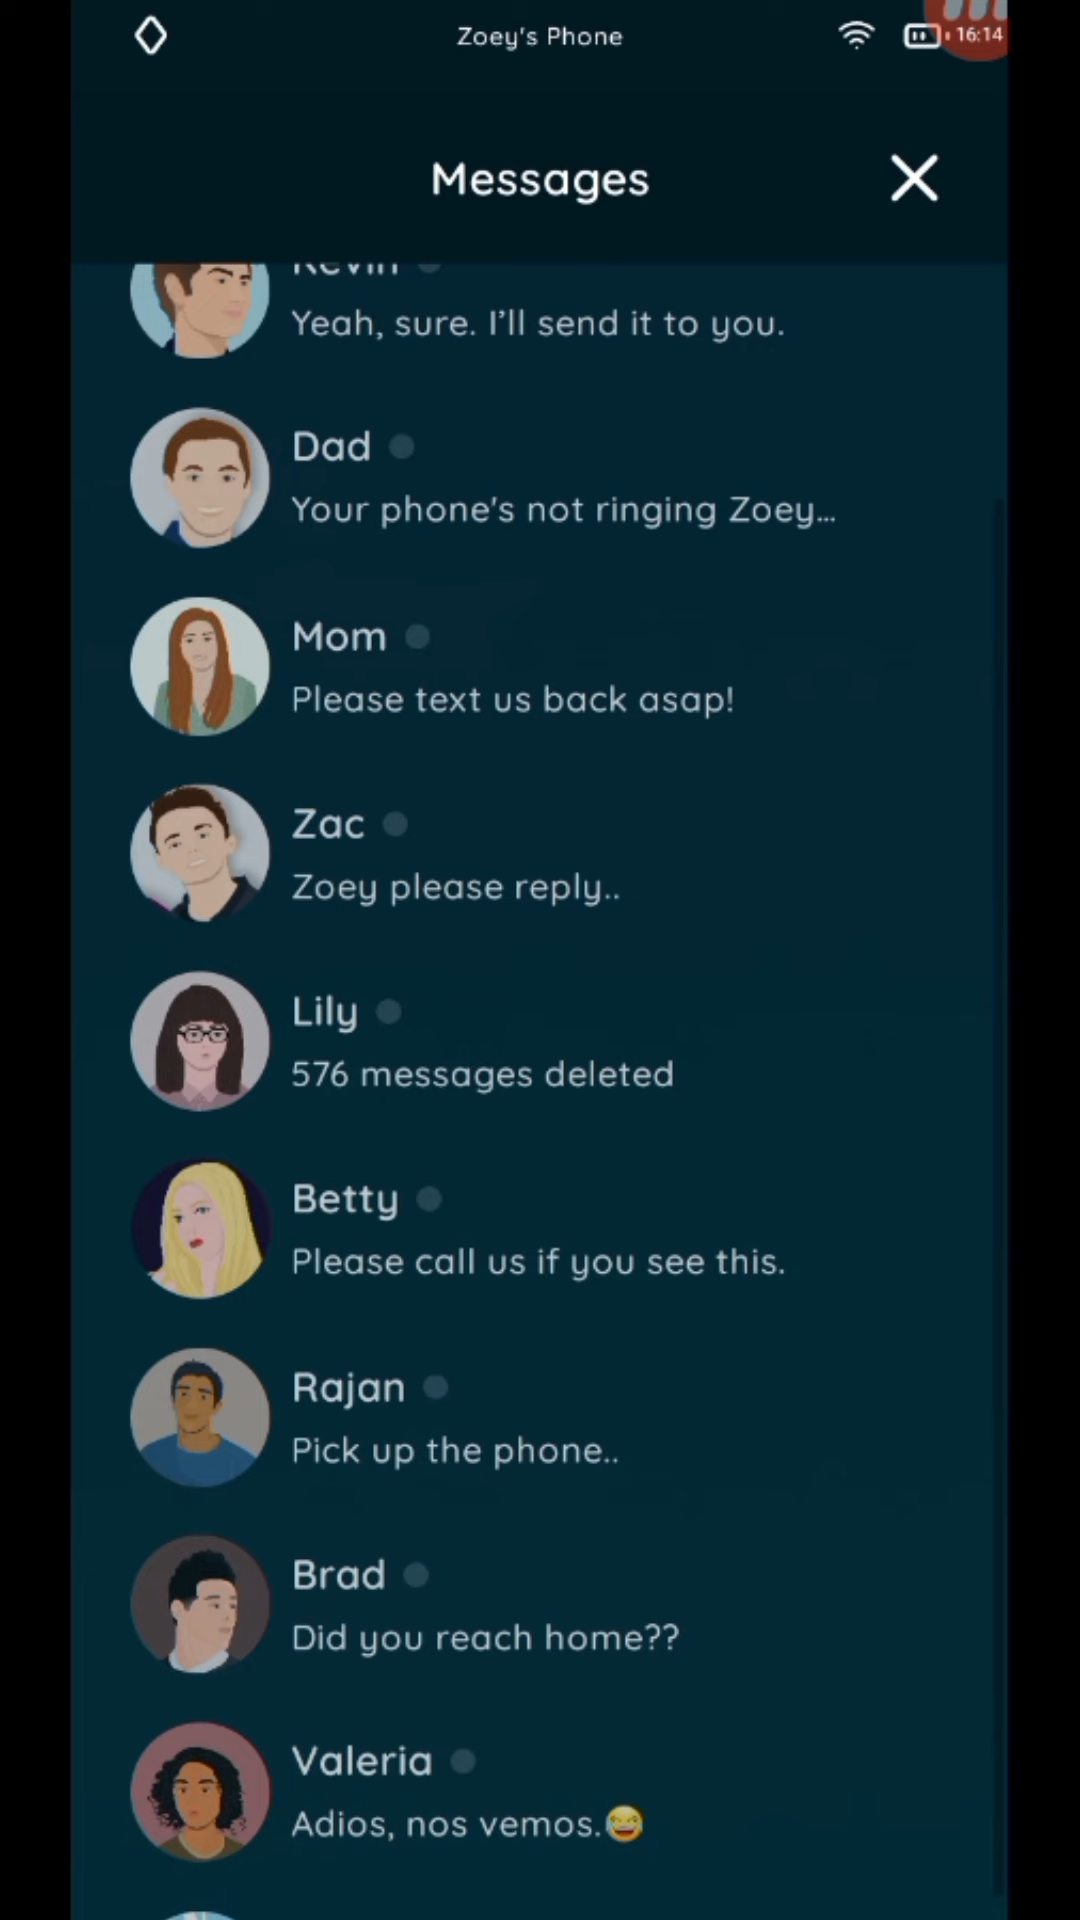 Zoey's Phone
16:14
Messages
Kevin
Yeah, sure. I’ll send it to you.
Dad
Your phone's not ringing Zoey…
Mom
Please text us back asap!
Zac
Zoey please reply..
Lily
576 messages deleted
Betty
Please call us if you see this.
Rajan
Pick up the phone..
Brad
Did you reach home??
Valeria
Adios, nos vemos.😂